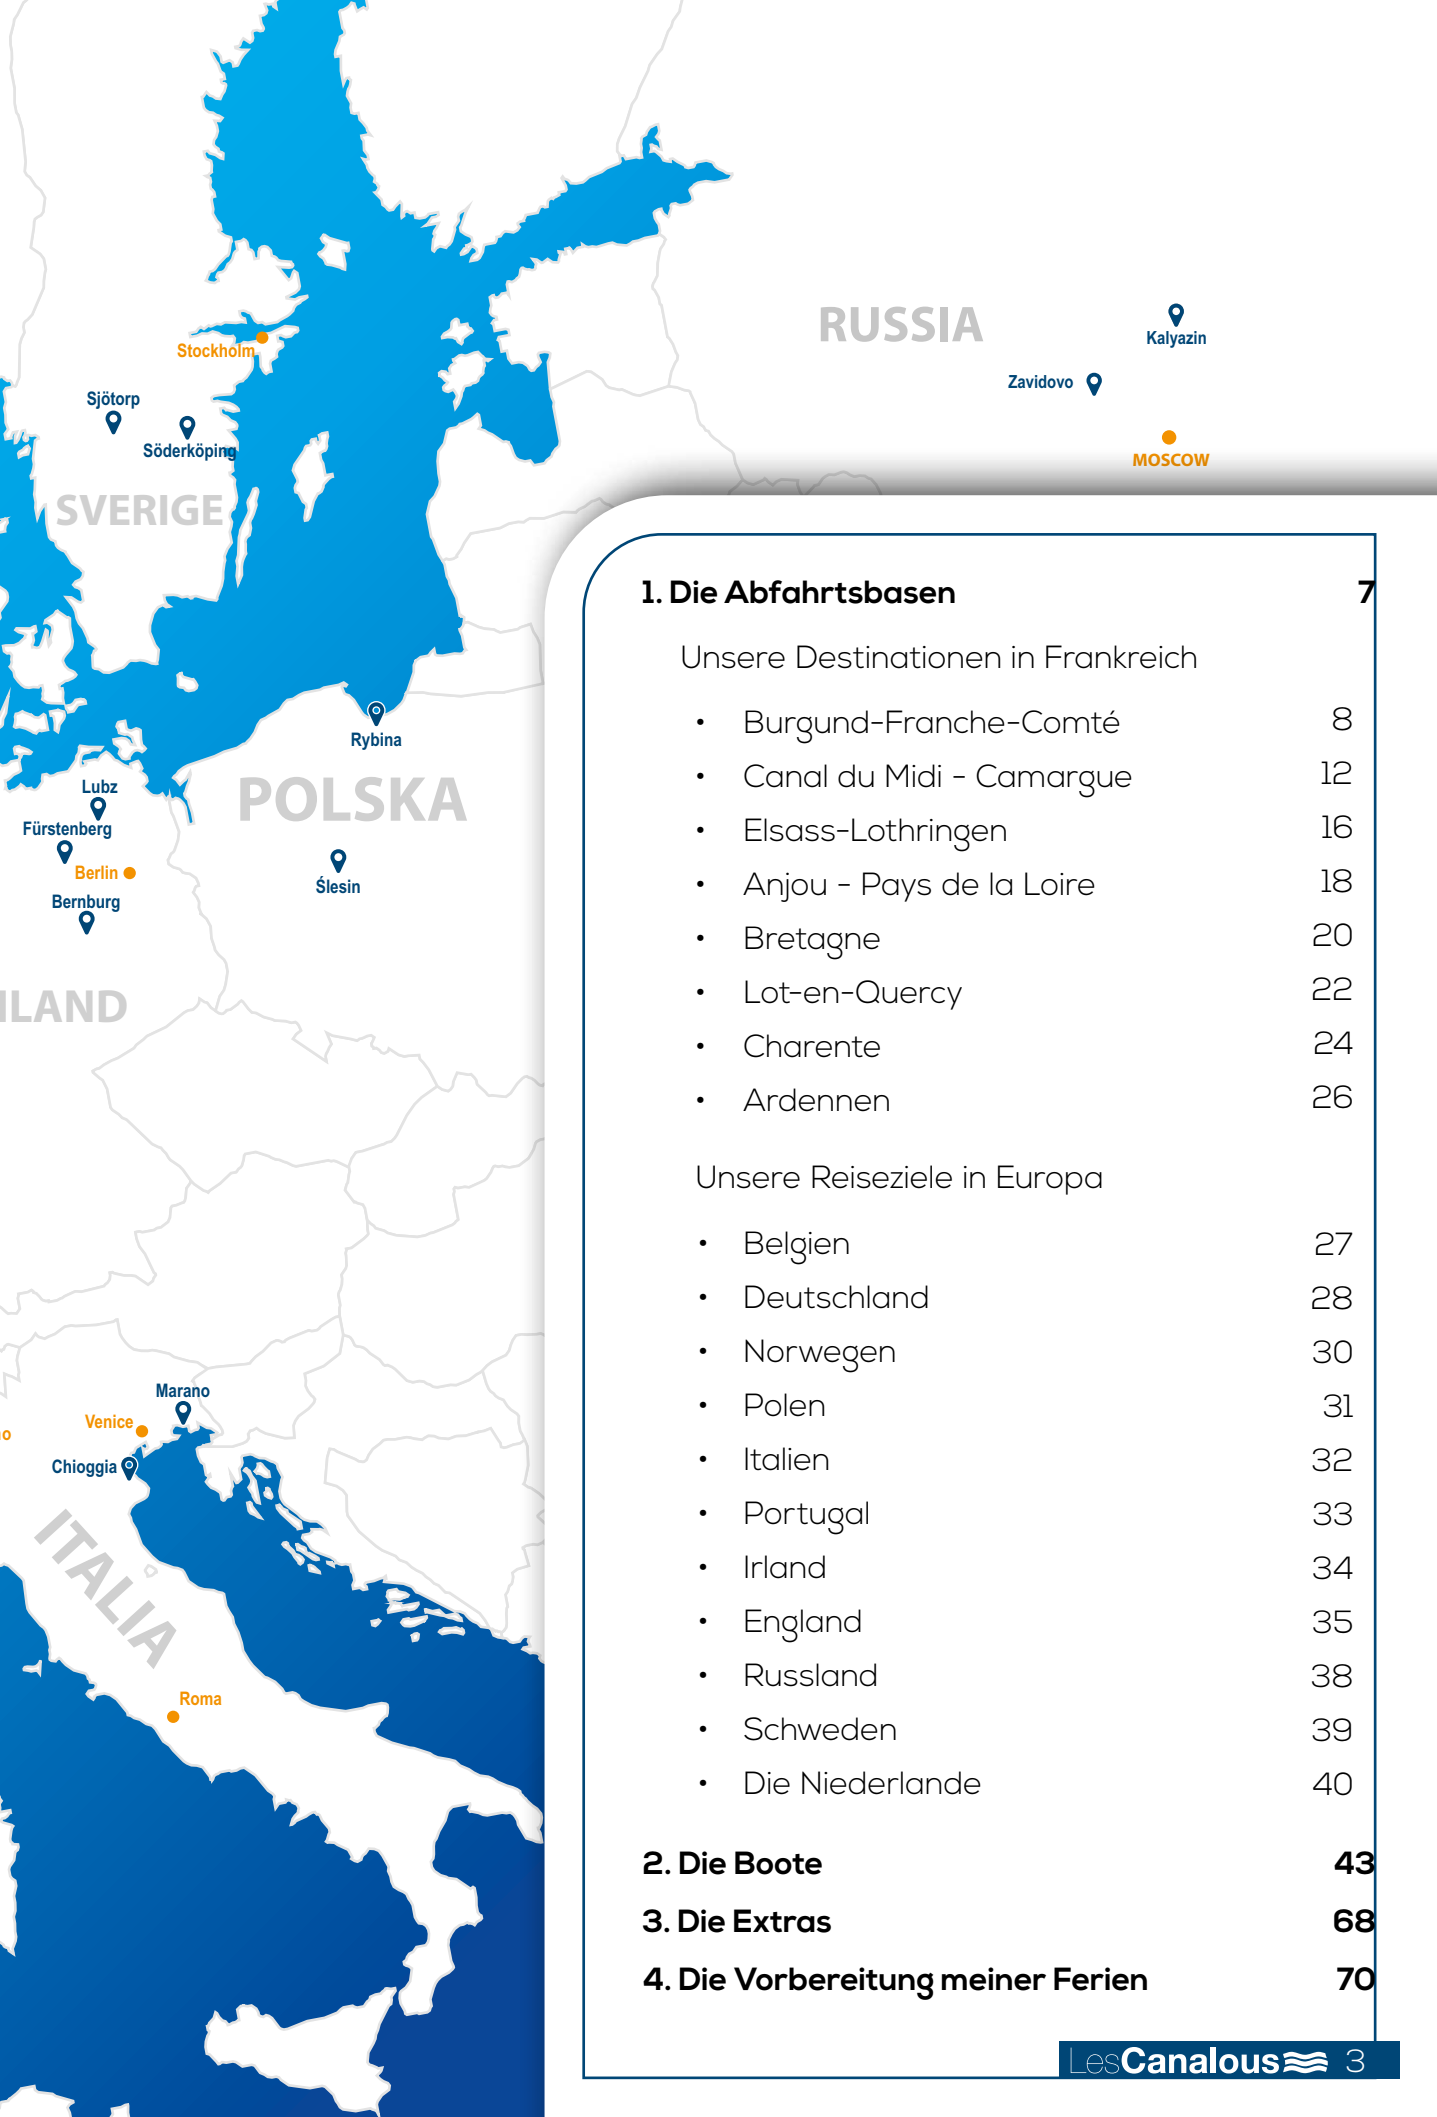 RUSSIA
Kalyazin
Zavidovo
MOSCOW
Stockholm
Sjötorp
Söderköping
SVERIGE
Rybina
POLSKA
Lubz
Fürstenberg
Berlin
Bernburg
Ślesin
LAND
Marano
Venice
Chioggia
ITALIA
Roma
1. Die Abfahrtsbasen 7
Unsere Destinationen in Frankreich
• Burgund-Franche-Comté 8
• Canal du Midi - Camargue 12
• Elsass-Lothringen 16
• Anjou - Pays de la Loire 18
• Bretagne 20
• Lot-en-Quercy 22
• Charente 24
• Ardennen 26
Unsere Reiseziele in Europa
• Belgien 27
• Deutschland 28
• Norwegen 30
• Polen 31
• Italien 32
• Portugal 33
• Irland 34
• England 35
• Russland 38
• Schweden 39
• Die Niederlande 40
2. Die Boote 43
3. Die Extras 68
4. Die Vorbereitung meiner Ferien 70
LesCanalous 3